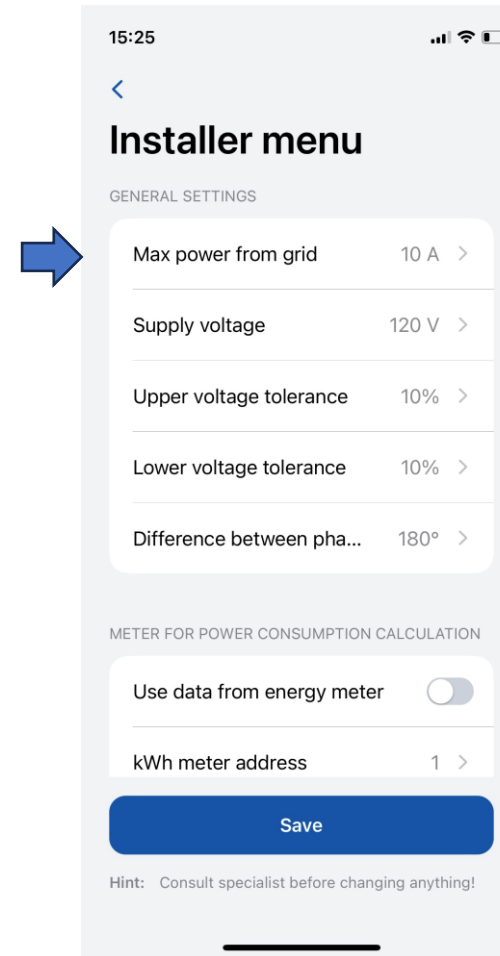 15:25
Installer menu
GENERAL SETTINGS
Max power from grid 10 A
Supply voltage 120 V
Upper voltage tolerance 10%
Lower voltage tolerance 10%
Difference between pha... 180°
METER FOR POWER CONSUMPTION CALCULATION
Use data from energy meter
kWh meter address 1
Save
Hint: Consult specialist before changing anything!